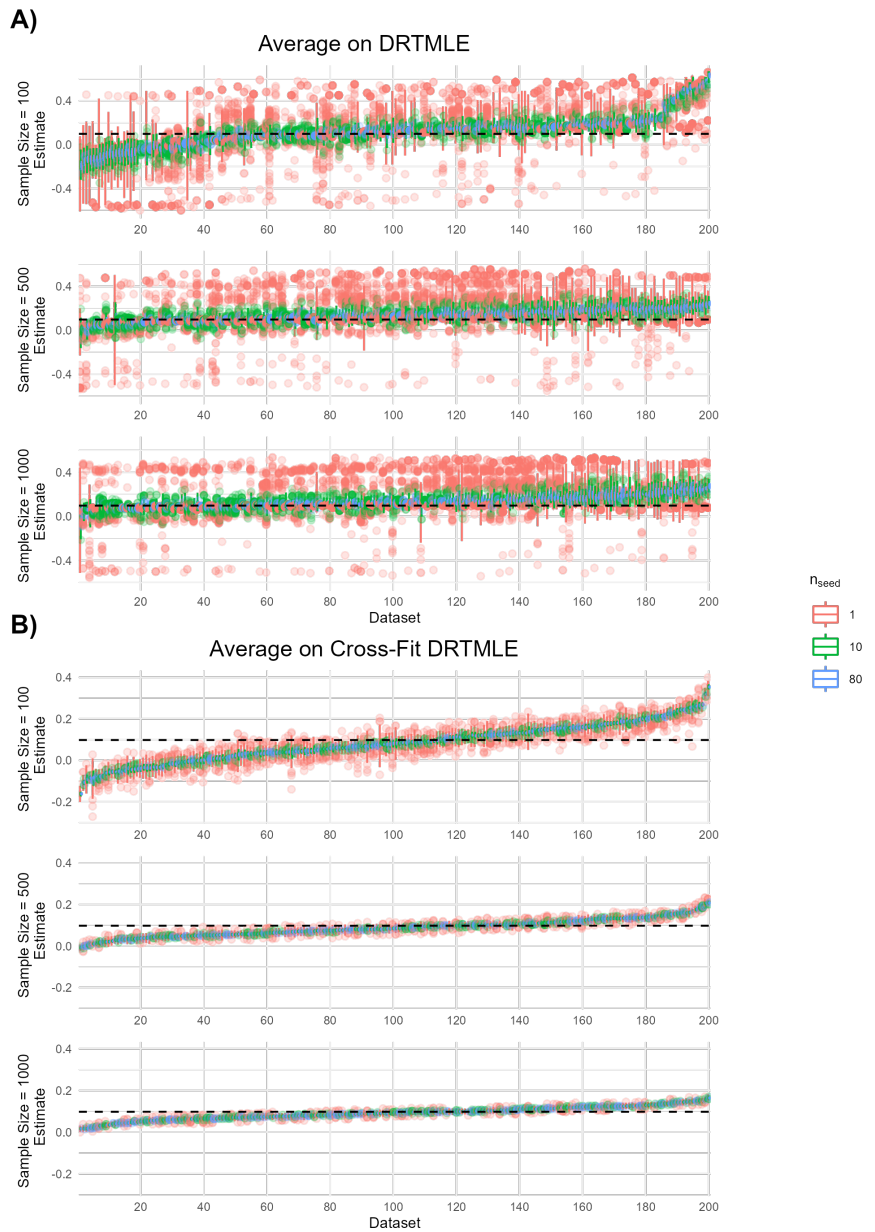 A)
Average on DRTMLE
Sample Size = 100
Estimate
0.4
0.0
-0.4
20 40 60 80 100 120 140 160 180 200
Sample Size = 500
Estimate
0.4
0.0
-0.4
20 40 60 80 100 120 140 160 180 200
Sample Size = 1000
Estimate
0.4
0.0
-0.4
20 40 60 80 100 120 140 160 180 200
Dataset
n_seed
1
10
80
B)
Average on Cross-Fit DRTMLE
Sample Size = 100
Estimate
0.4
0.2
0.0
-0.2
20 40 60 80 100 120 140 160 180 200
Sample Size = 500
Estimate
0.4
0.2
0.0
-0.2
20 40 60 80 100 120 140 160 180 200
Sample Size = 1000
Estimate
0.4
0.2
0.0
-0.2
20 40 60 80 100 120 140 160 180 200
Dataset